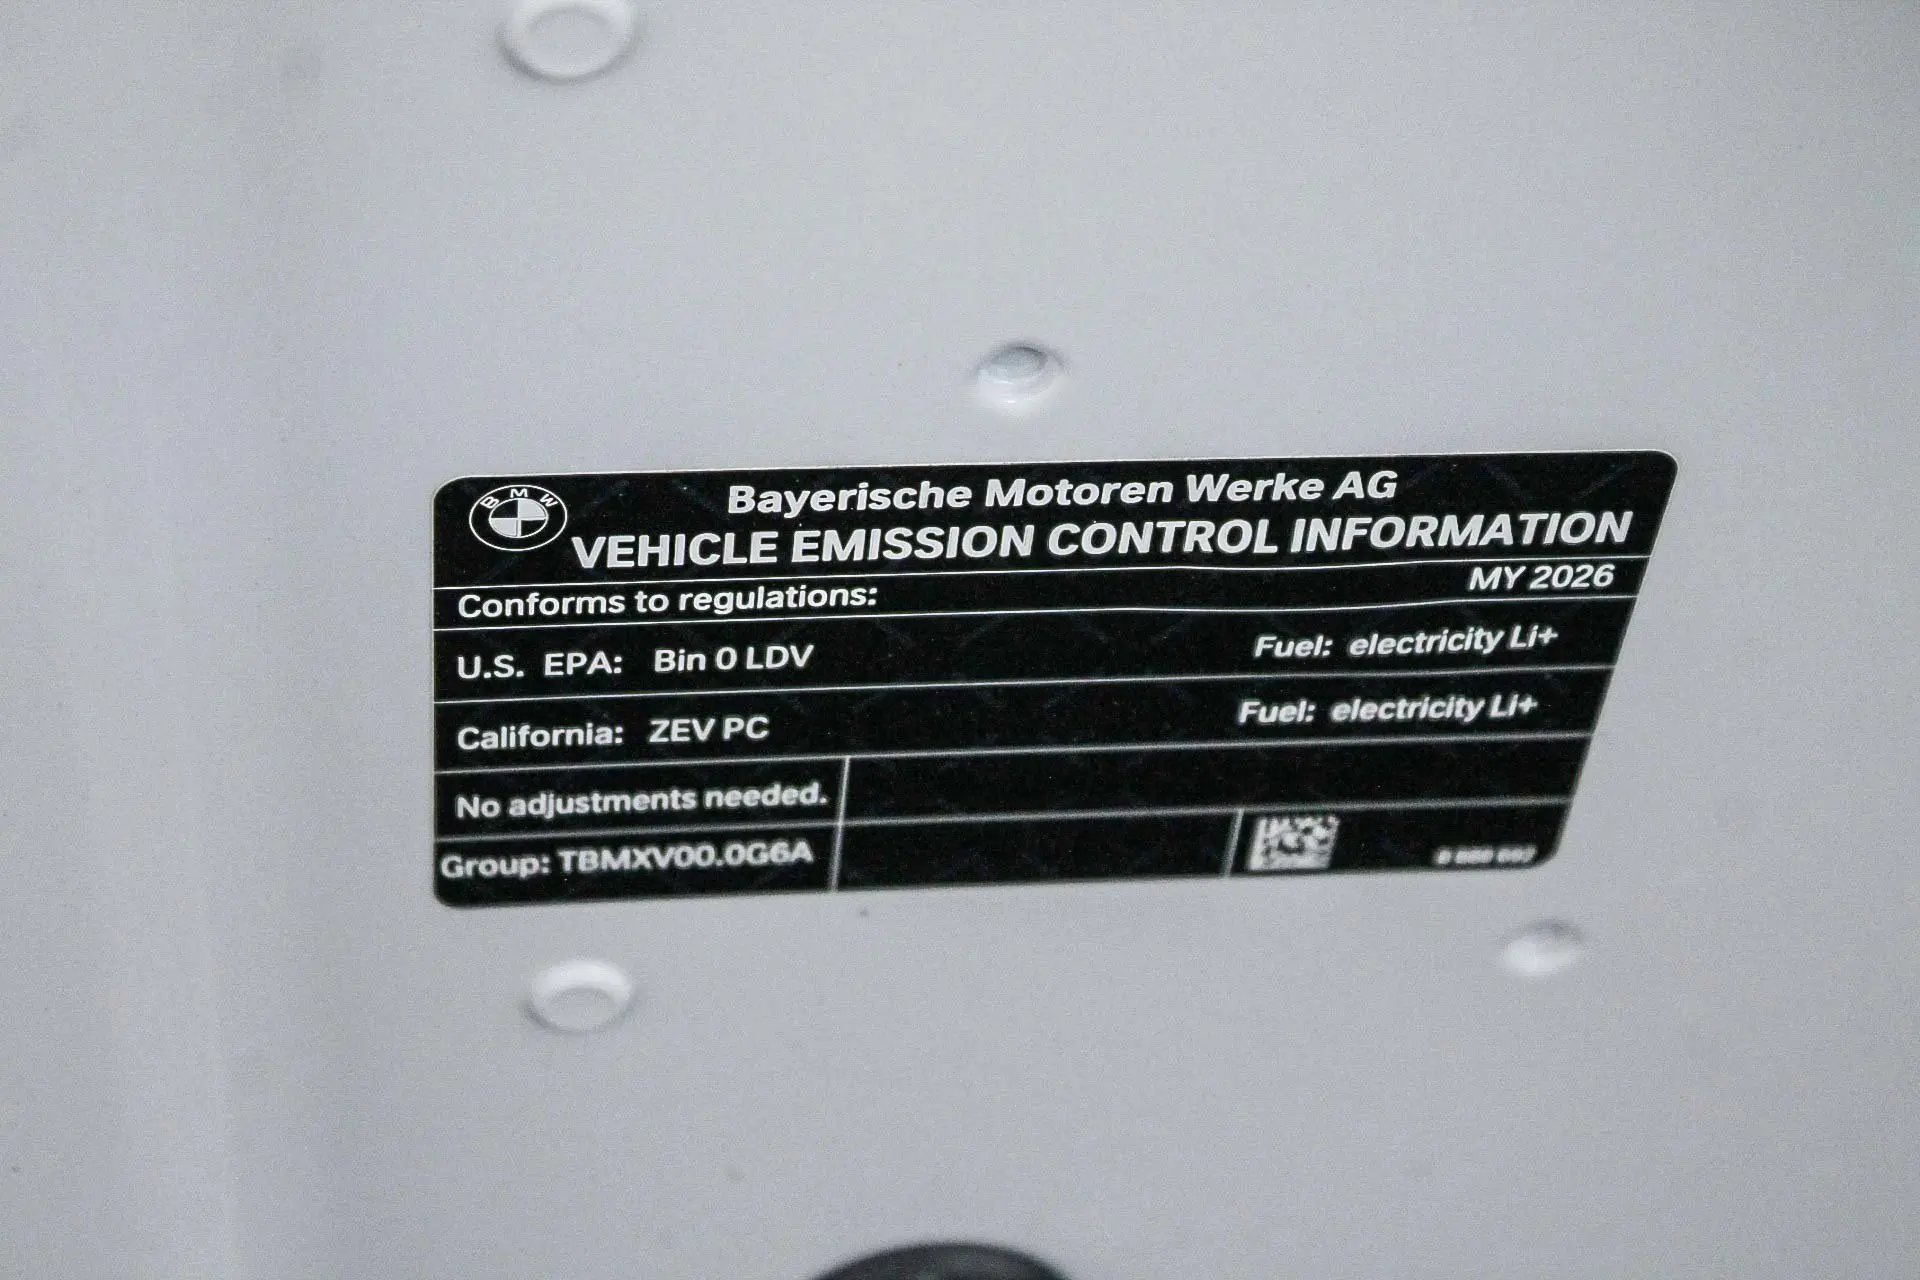 BMW
Bayerische Motoren Werke AG
VEHICLE EMISSION CONTROL INFORMATION
Conforms to regulations: MY 2026
U.S. EPA: Bin 0 LDV Fuel: electricity Li+
California: ZEV PC Fuel: electricity Li+
No adjustments needed.
Group: TBMXV00.0G6A